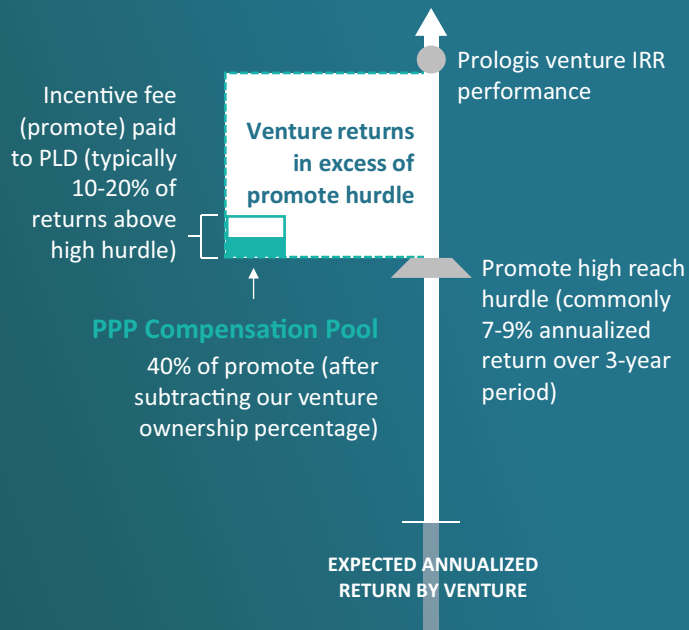 Prologis venture IRR
performance
Incentive fee
(promote) paid
to PLD (typically
10-20% of
returns above
high hurdle)
Venture returns
in excess of
promote hurdle
Promote high reach
hurdle (commonly
7-9% annualized
return over 3-year
period)
PPP Compensation Pool
40% of promote (after
subtracting our venture
ownership percentage)
EXPECTED ANNUALIZED
RETURN BY VENTURE